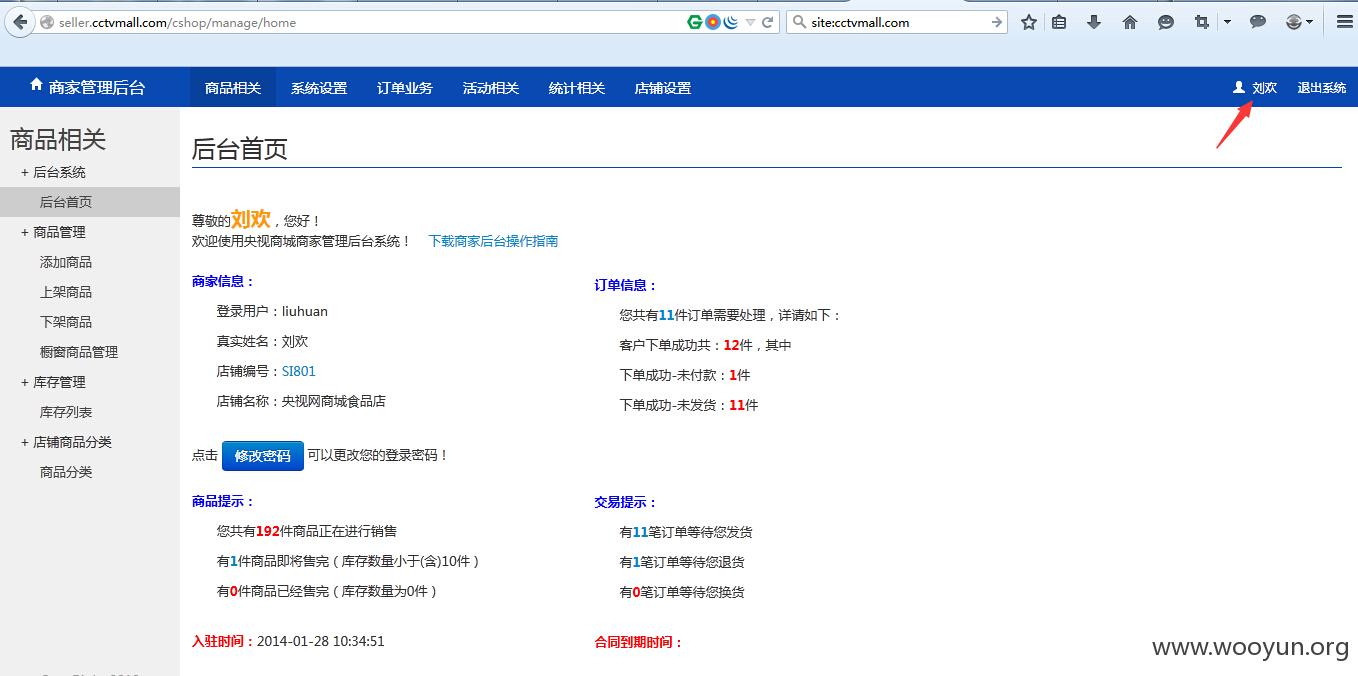 seller.cctvmall.com/cshop/manage/home
site:cctvmall.com
商家管理后台 商品相关 系统设置 订单业务 活动相关 统计相关 店铺设置 刘欢 退出系统
商品相关
+ 后台系统
后台首页
+ 商品管理
添加商品
上架商品
下架商品
橱窗商品管理
+ 库存管理
库存列表
+ 店铺商品分类
商品分类
后台首页
尊敬的刘欢，您好！
欢迎使用央视商城商家管理后台系统！ 下载商家后台操作指南
商家信息：
登录用户：liuhuan
真实姓名：刘欢
店铺编号：SI801
店铺名称：央视网商城食品店
订单信息：
您共有11件订单需要处理，详请如下：
客户下单成功共：12件，其中
下单成功-未付款：1件
下单成功-未发货：11件
点击 修改密码 可以更改您的登录密码！
商品提示：
您共有192件商品正在进行销售
有1件商品即将售完（库存数量小于(含)10件）
有0件商品已经售完（库存数量为0件）
交易提示：
有11笔订单等待您发货
有1笔订单等待您退货
有0笔订单等待您换货
入驻时间：2014-01-28 10:34:51
合同到期时间：
www.wooyun.org